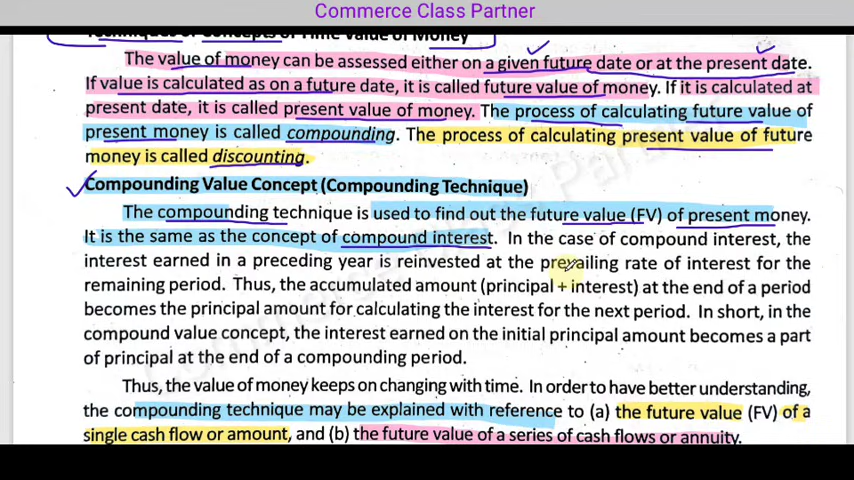 Commerce Class Partner
Techniques or Concepts of Time Value of Money
The value of money can be assessed either on a given future date or at the present date.
If value is calculated as on a future date, it is called future value of money. If it is calculated at
present date, it is called present value of money. The process of calculating future value of
present money is called compounding. The process of calculating present value of future
money is called discounting.
Compounding Value Concept (Compounding Technique)
The compounding technique is used to find out the future value (FV) of present money.
It is the same as the concept of compound interest. In the case of compound interest, the
interest earned in a preceding year is reinvested at the prevailing rate of interest for the
remaining period. Thus, the accumulated amount (principal + interest) at the end of a period
becomes the principal amount for calculating the interest for the next period. In short, in the
compound value concept, the interest earned on the initial principal amount becomes a part
of principal at the end of a compounding period.
Thus, the value of money keeps on changing with time. In order to have better understanding,
the compounding technique may be explained with reference to (a) the future value (FV) of a
single cash flow or amount, and (b) the future value of a series of cash flows or annuity.